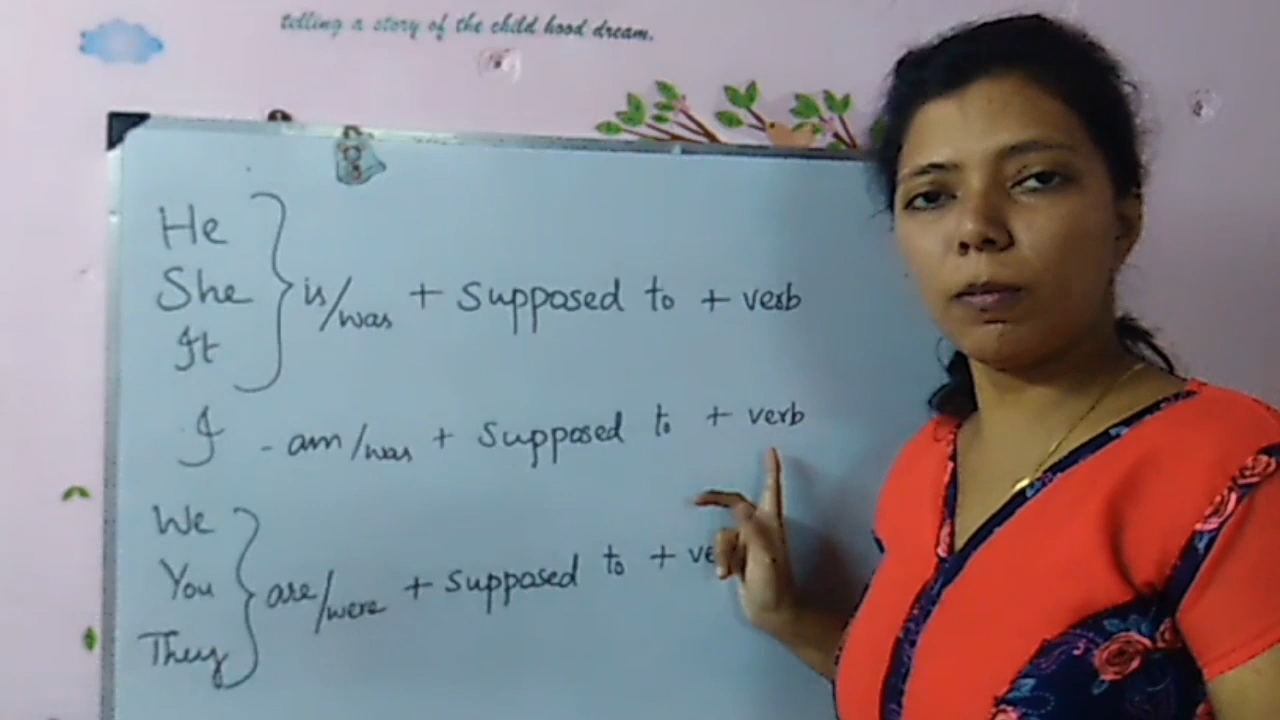 telling a story of the child hood dream.
He
She
It
is/was + Supposed to + verb
I - am/was + Supposed to + verb
We
You
They
are/were + Supposed to + ve